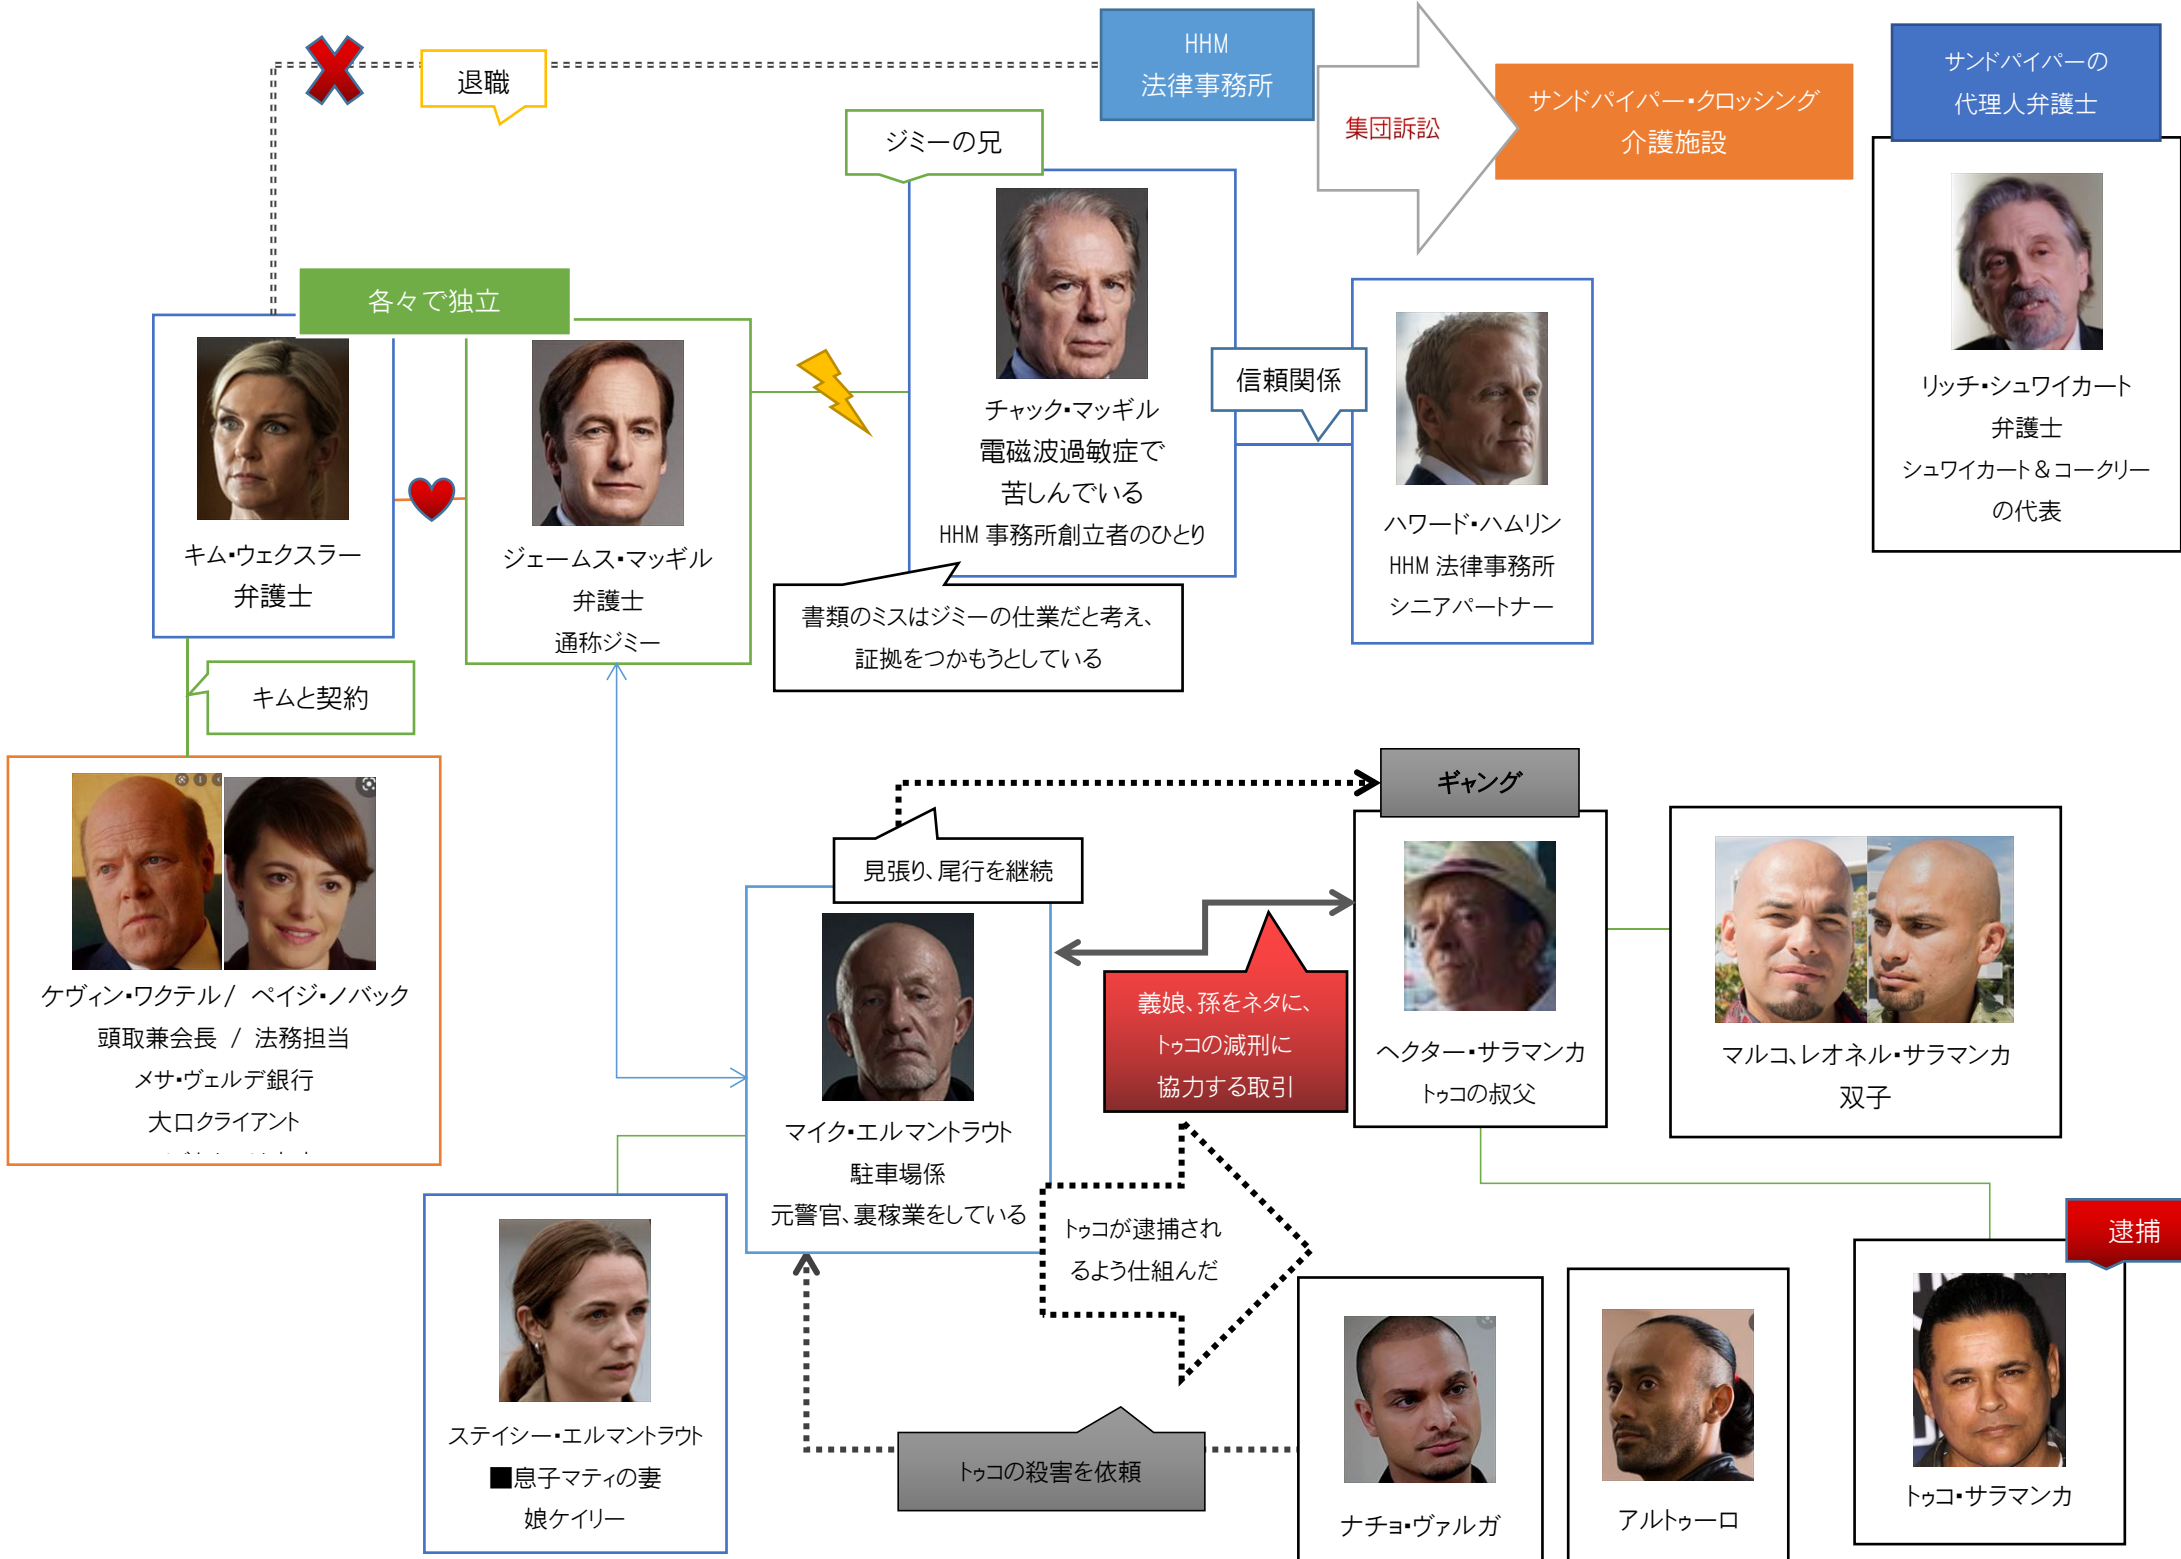 HHM
法律事務所
退職
集団訴訟
サンドパイパー・クロッシング
介護施設
サンドパイパーの
代理人弁護士
ジミーの兄
各々で独立
信頼関係
キム・ウェクスラー
弁護士
ジェームス・マッギル
弁護士
通称ジミー
チャック・マッギル
電磁波過敏症で
苦しんでいる
HHM 事務所創立者のひとり
ハワード・ハムリン
HHM 法律事務所
シニアパートナー
リッチ・シュワイカート
弁護士
シュワイカート＆コークリー
の代表
書類のミスはジミーの仕業だと考え、
証拠をつかもうとしている
キムと契約
ケヴィン・ワクテル / ペイジ・ノバック
頭取兼会長 / 法務担当
メサ・ヴェルデ銀行
大口クライアント
ギャング
見張り、尾行を継続
義娘、孫をネタに、
トゥコの減刑に
協力する取引
ヘクター・サラマンカ
トゥコの叔父
マルコ、レオネル・サラマンカ
双子
マイク・エルマントラウト
駐車場係
元警官、裏稼業をしている
トゥコが逮捕され
るよう仕組んだ
逮捕
ステイシー・エルマントラウト
■息子マティの妻
娘ケイリー
トゥコの殺害を依頼
ナチョ・ヴァルガ
アルトゥーロ
トゥコ・サラマンカ